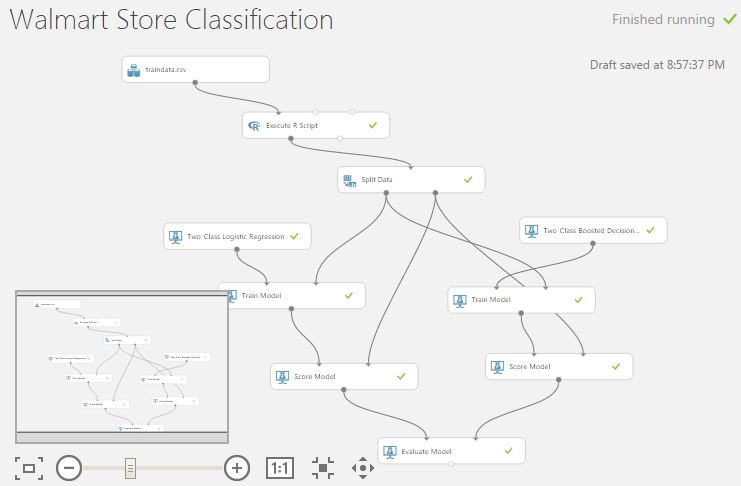 Walmart Store Classification
Finished running
Draft saved at 8:57:37 PM
traindata.csv
Execute R Script
Split Data
Two-Class Logistic Regression
Two-Class Boosted Decision...
Train Model
Train Model
Score Model
Score Model
Evaluate Model
1:1